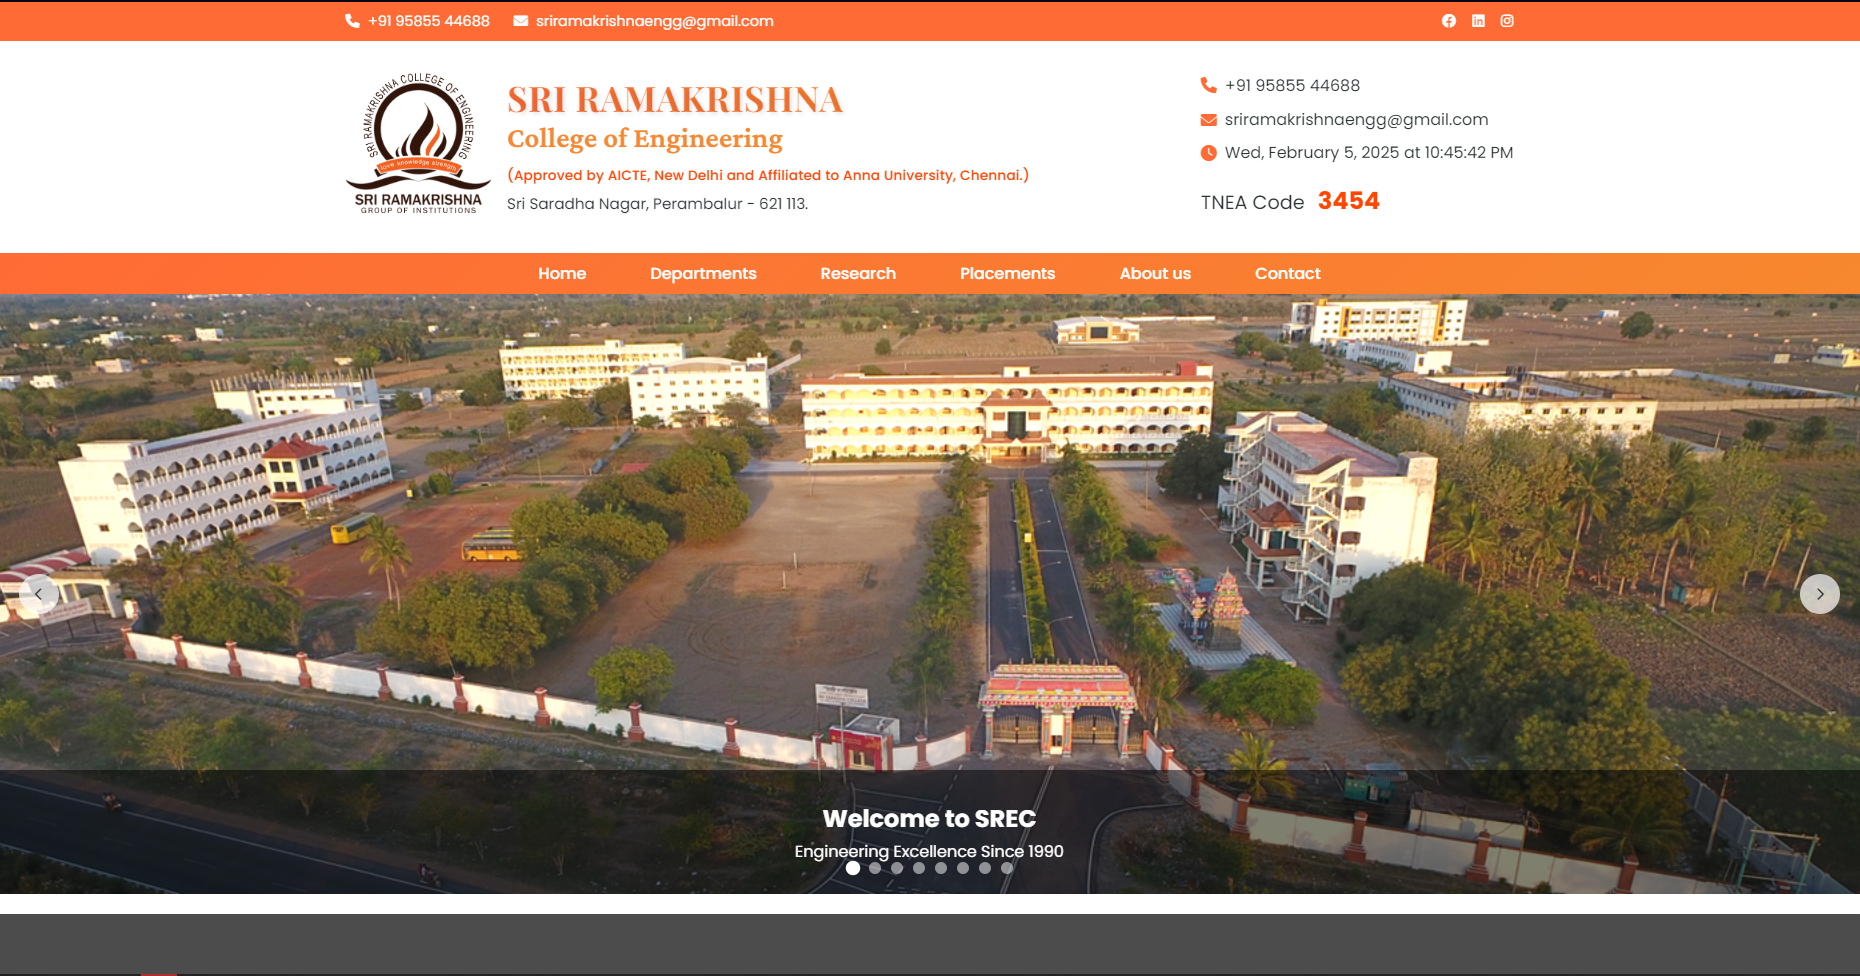 +91 95855 44688 sriramakrishnaengg@gmail.com
SRI RAMAKRISHNA COLLEGE OF ENGINEERING
love knowledge strength
SRI RAMAKRISHNA
GROUP OF INSTITUTIONS
SRI RAMAKRISHNA
College of Engineering
(Approved by AICTE, New Delhi and Affiliated to Anna University, Chennai.)
Sri Saradha Nagar, Perambalur - 621 113.
+91 95855 44688
sriramakrishnaengg@gmail.com
Wed, February 5, 2025 at 10:45:42 PM
TNEA Code 3454
Home Departments Research Placements About us Contact
Welcome to SREC
Engineering Excellence Since 1990